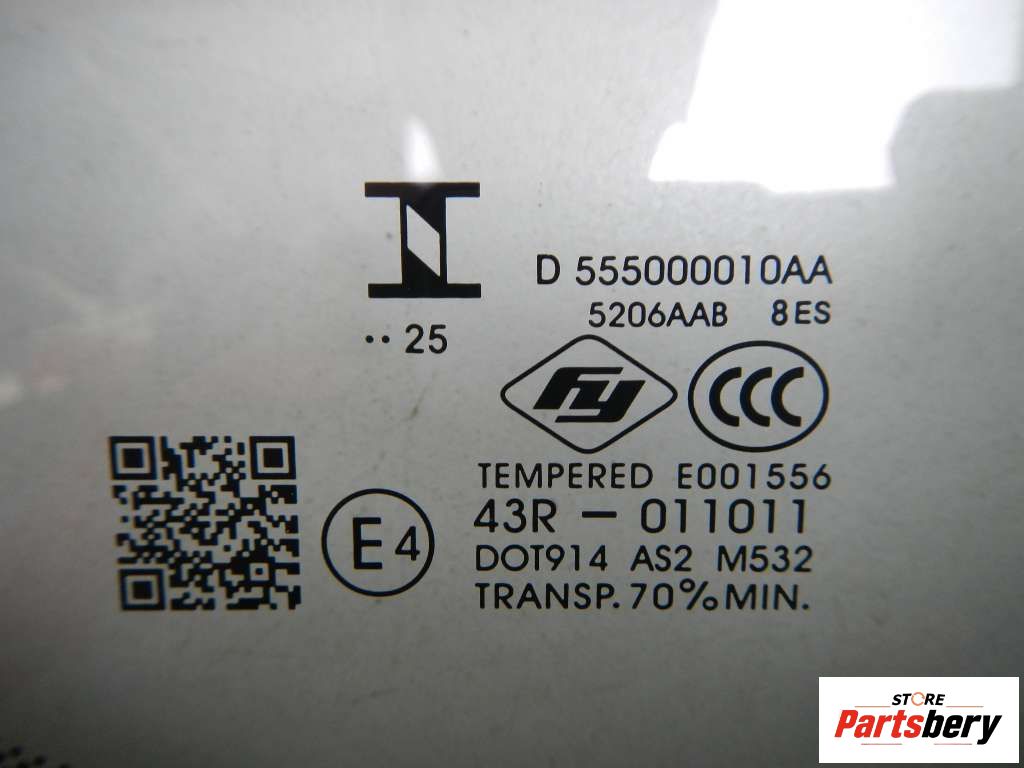 D 555000010AA
5206AAB 8ES
·· 25
fy CCC
TEMPERED E001556
E4 43R – 011011
DOT914 AS2 M532
TRANSP. 70% MIN.
STORE
Partsbery